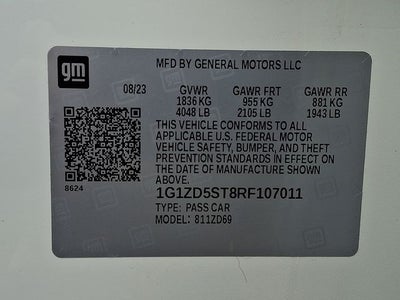 gm
MFD BY GENERAL MOTORS LLC
08/23 GVWR GAWR FRT GAWR RR
1836 KG 955 KG 881 KG
4048 LB 2105 LB 1943 LB
THIS VEHICLE CONFORMS TO ALL
APPLICABLE U.S. FEDERAL MOTOR
VEHICLE SAFETY, BUMPER, AND THEFT
PREVENTION STANDARDS IN EFFECT ON
THE DATE OF MANUFACTURE SHOWN
ABOVE.
8624
1G1ZD5ST8RF107011
TYPE: PASS CAR
MODEL: 811ZD69